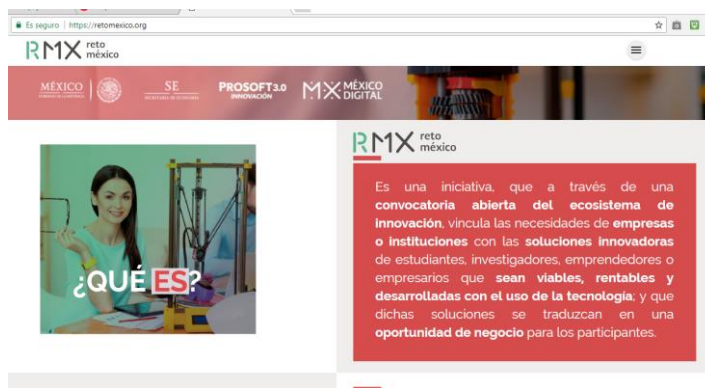 Es seguro | https://retomexico.org
RMX reto méxico
MÉXICO
SE
SECRETARÍA DE ECONOMÍA
PROSOFT3.0
INNOVACIÓN
MX MÉXICO DIGITAL
RMX reto méxico
¿QUÉ ES?
Es una iniciativa, que a través de una
convocatoria abierta del ecosistema de
innovación, vincula las necesidades de empresas
o instituciones con las soluciones innovadoras
de estudiantes, investigadores, emprendedores o
empresarios que sean viables, rentables y
desarrolladas con el uso de la tecnología; y que
dichas soluciones se traduzcan en una
oportunidad de negocio para los participantes.